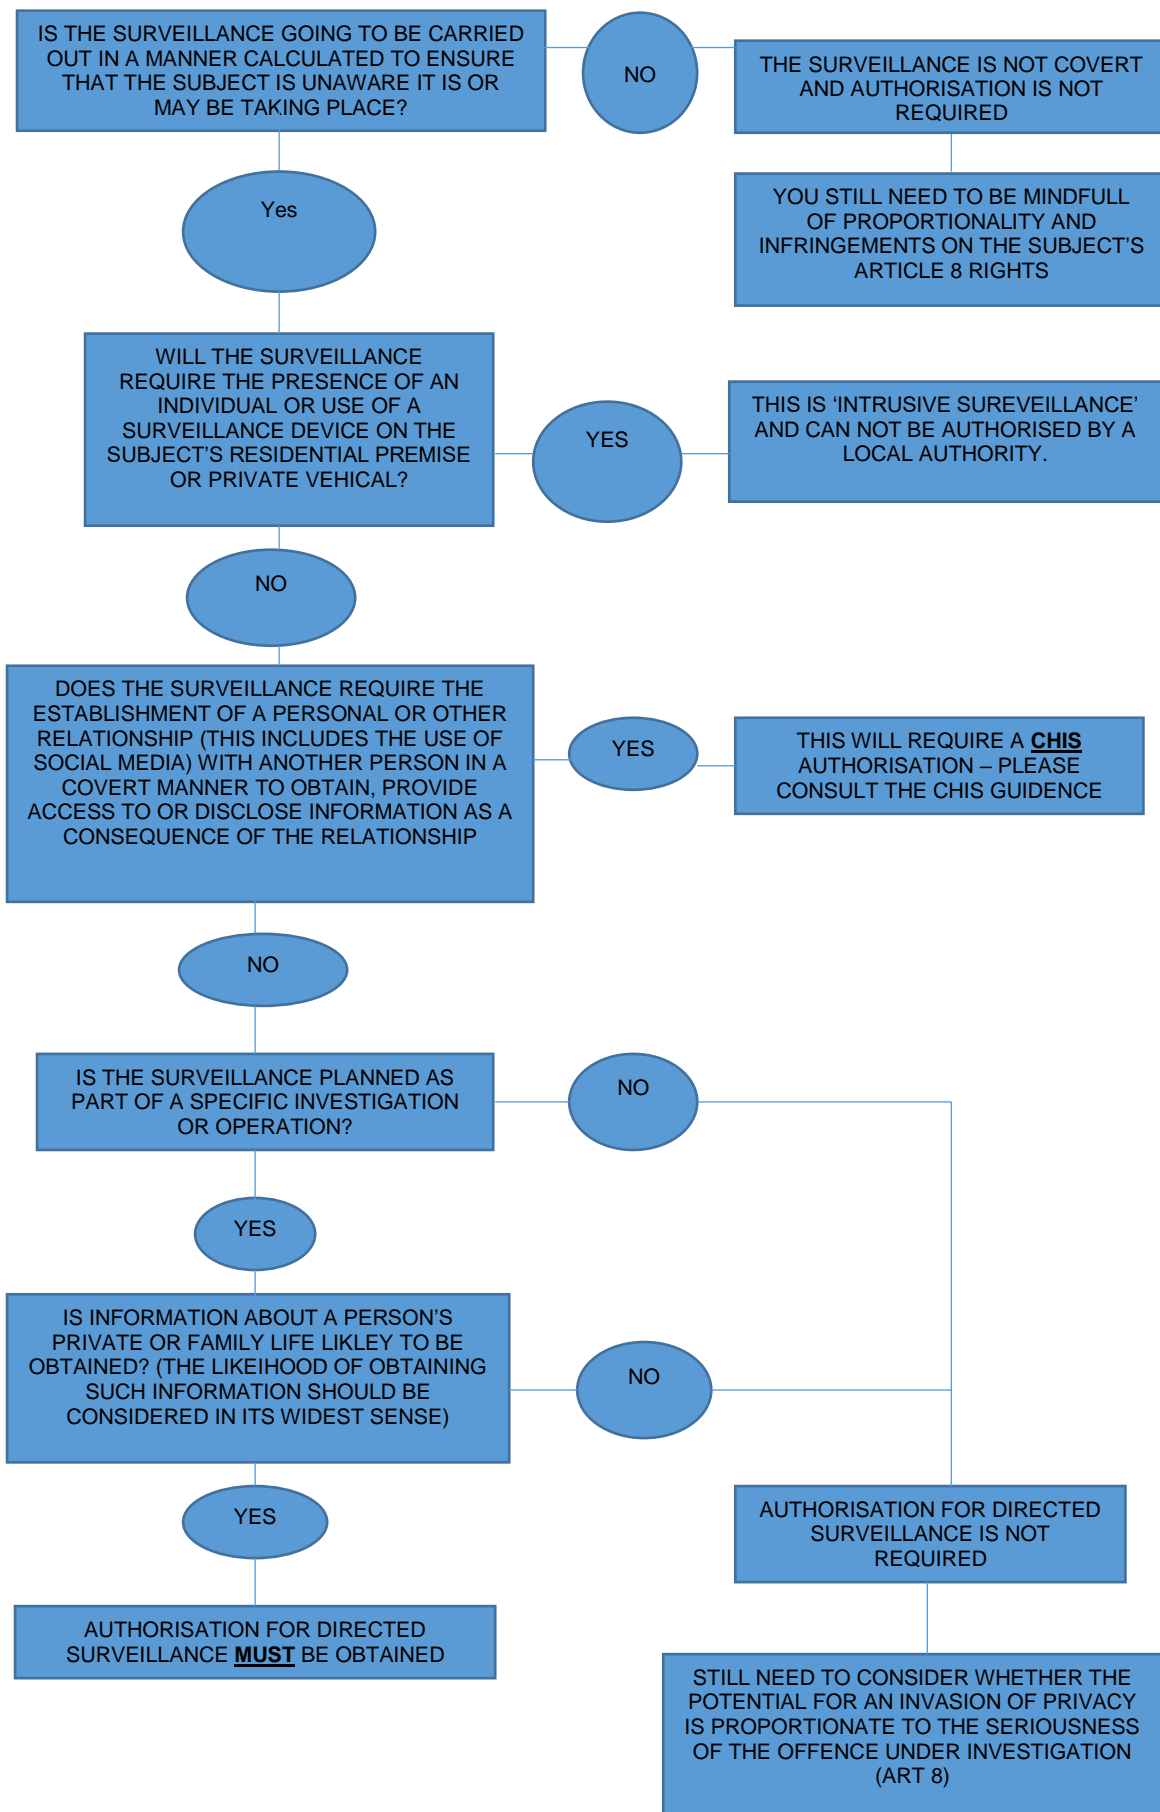 IS THE SURVEILLANCE GOING TO BE CARRIED
OUT IN A MANNER CALCULATED TO ENSURE
THAT THE SUBJECT IS UNAWARE IT IS OR
MAY BE TAKING PLACE?
NO
THE SURVEILLANCE IS NOT COVERT
AND AUTHORISATION IS NOT
REQUIRED
YOU STILL NEED TO BE MINDFULL
OF PROPORTIONALITY AND
INFRINGEMENTS ON THE SUBJECT'S
ARTICLE 8 RIGHTS
Yes
WILL THE SURVEILLANCE
REQUIRE THE PRESENCE OF AN
INDIVIDUAL OR USE OF A
SURVEILLANCE DEVICE ON THE
SUBJECT'S RESIDENTIAL PREMISE
OR PRIVATE VEHICAL?
YES
THIS IS 'INTRUSIVE SUREVEILLANCE'
AND CAN NOT BE AUTHORISED BY A
LOCAL AUTHORITY.
NO
DOES THE SURVEILLANCE REQUIRE THE
ESTABLISHMENT OF A PERSONAL OR OTHER
RELATIONSHIP (THIS INCLUDES THE USE OF
SOCIAL MEDIA) WITH ANOTHER PERSON IN A
COVERT MANNER TO OBTAIN, PROVIDE
ACCESS TO OR DISCLOSE INFORMATION AS A
CONSEQUENCE OF THE RELATIONSHIP
YES
THIS WILL REQUIRE A CHIS
AUTHORISATION – PLEASE
CONSULT THE CHIS GUIDENCE
NO
IS THE SURVEILLANCE PLANNED AS
PART OF A SPECIFIC INVESTIGATION
OR OPERATION?
NO
YES
IS INFORMATION ABOUT A PERSON'S
PRIVATE OR FAMILY LIFE LIKLEY TO BE
OBTAINED? (THE LIKEIHOOD OF OBTAINING
SUCH INFORMATION SHOULD BE
CONSIDERED IN ITS WIDEST SENSE)
NO
YES
AUTHORISATION FOR DIRECTED
SURVEILLANCE IS NOT
REQUIRED
AUTHORISATION FOR DIRECTED
SURVEILLANCE MUST BE OBTAINED
STILL NEED TO CONSIDER WHETHER THE
POTENTIAL FOR AN INVASION OF PRIVACY
IS PROPORTIONATE TO THE SERIOUSNESS
OF THE OFFENCE UNDER INVESTIGATION
(ART 8)